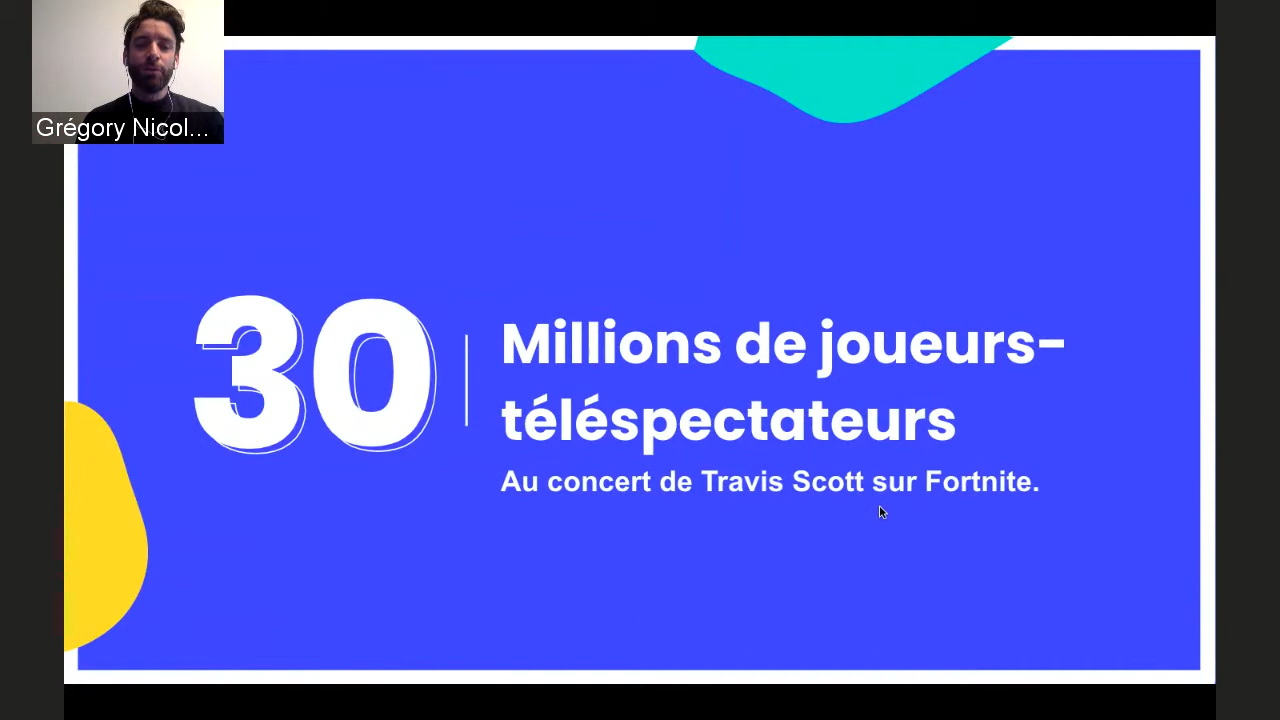 Grégory Nicol...
30
Millions de joueurs-
téléspectateurs
Au concert de Travis Scott sur Fortnite.